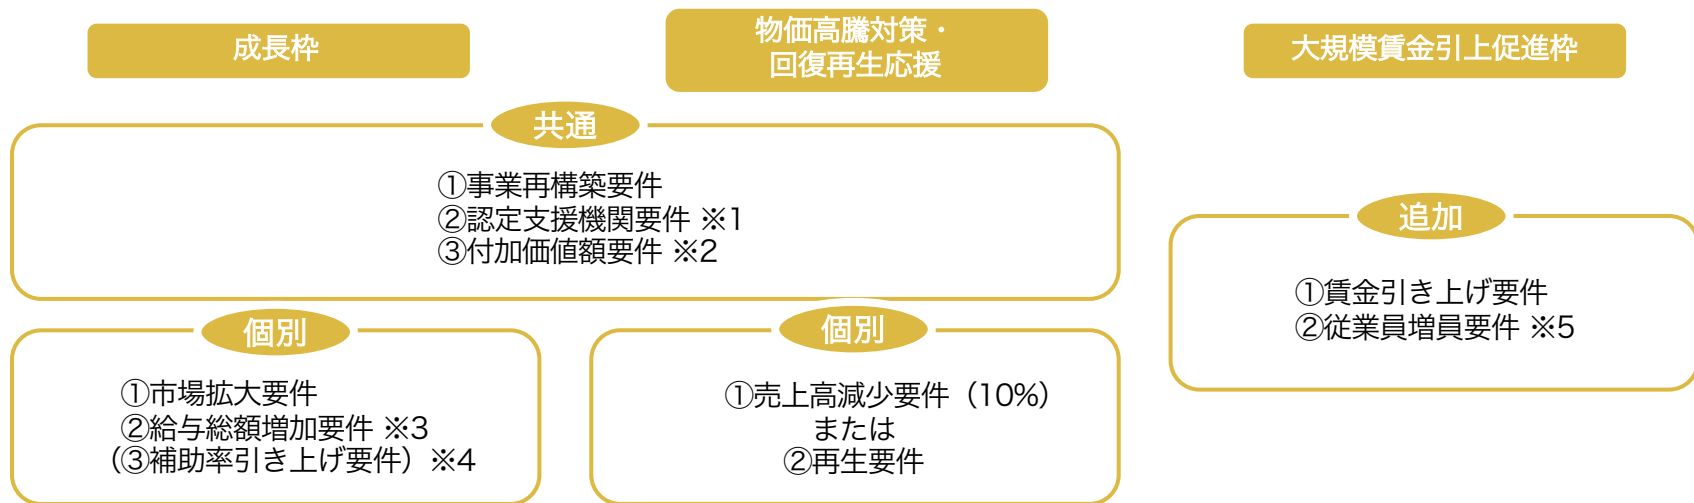 成長枠
物価高騰対策・
回復再生応援
大規模賃金引上促進枠
共通
①事業再構築要件
②認定支援機関要件 ※1
③付加価値額要件 ※2
追加
①賃金引き上げ要件
②従業員増員要件 ※5
個別
①市場拡大要件
②給与総額増加要件 ※3
（③補助率引き上げ要件）※4
個別
①売上高減少要件（10%）
または
②再生要件